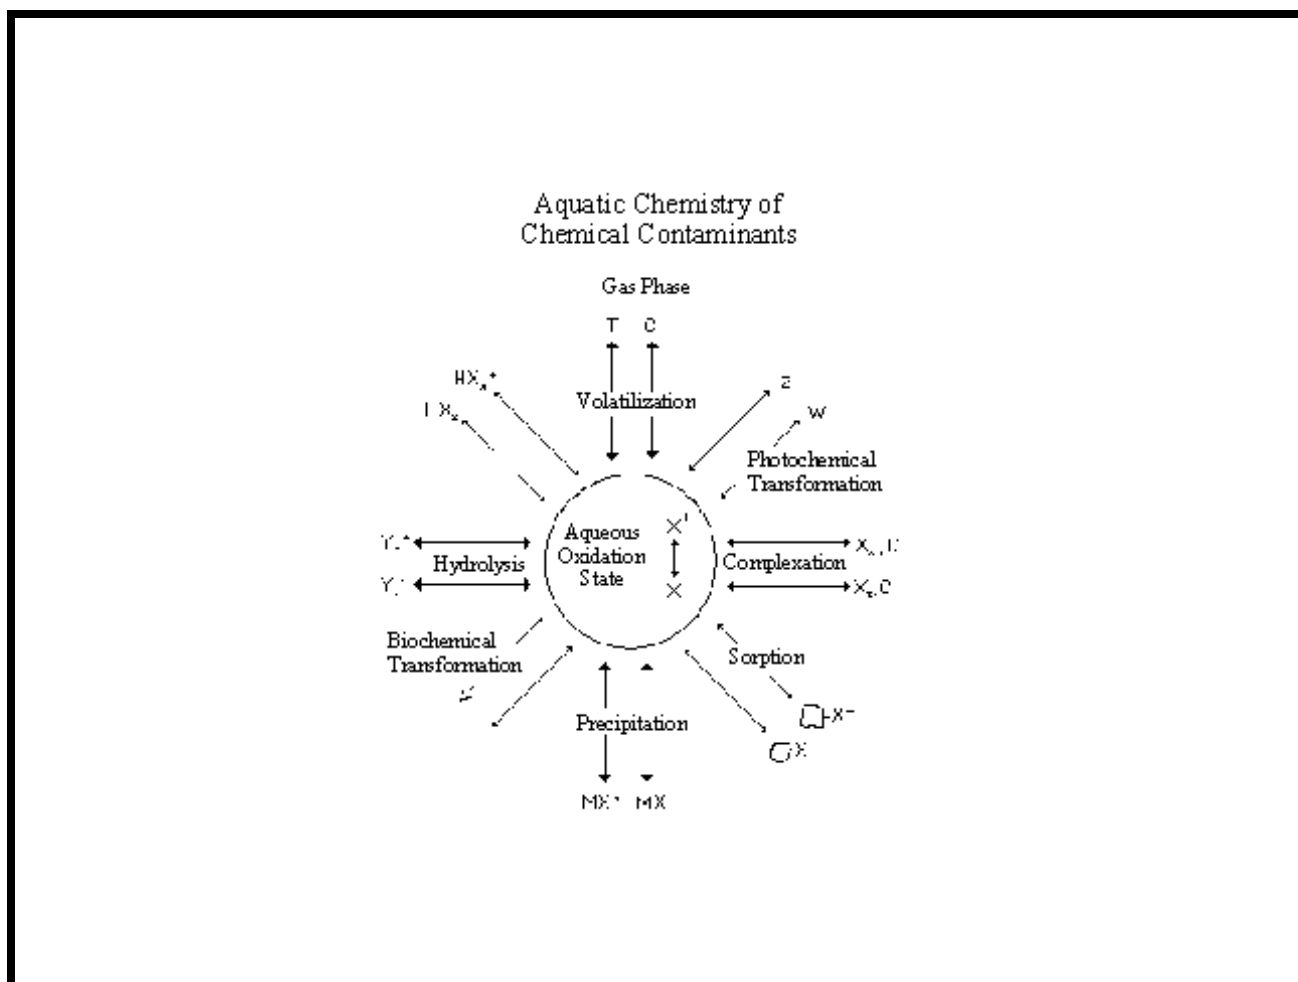 Aquatic Chemistry of
Chemical Contaminants
Gas Phase
T C
Volatilization
W
Photochemical
Transformation
Aqueous
Oxidation
State
X
Hydrolysis
Complexation
Biochemical
Transformation
Sorption
Precipitation
MX